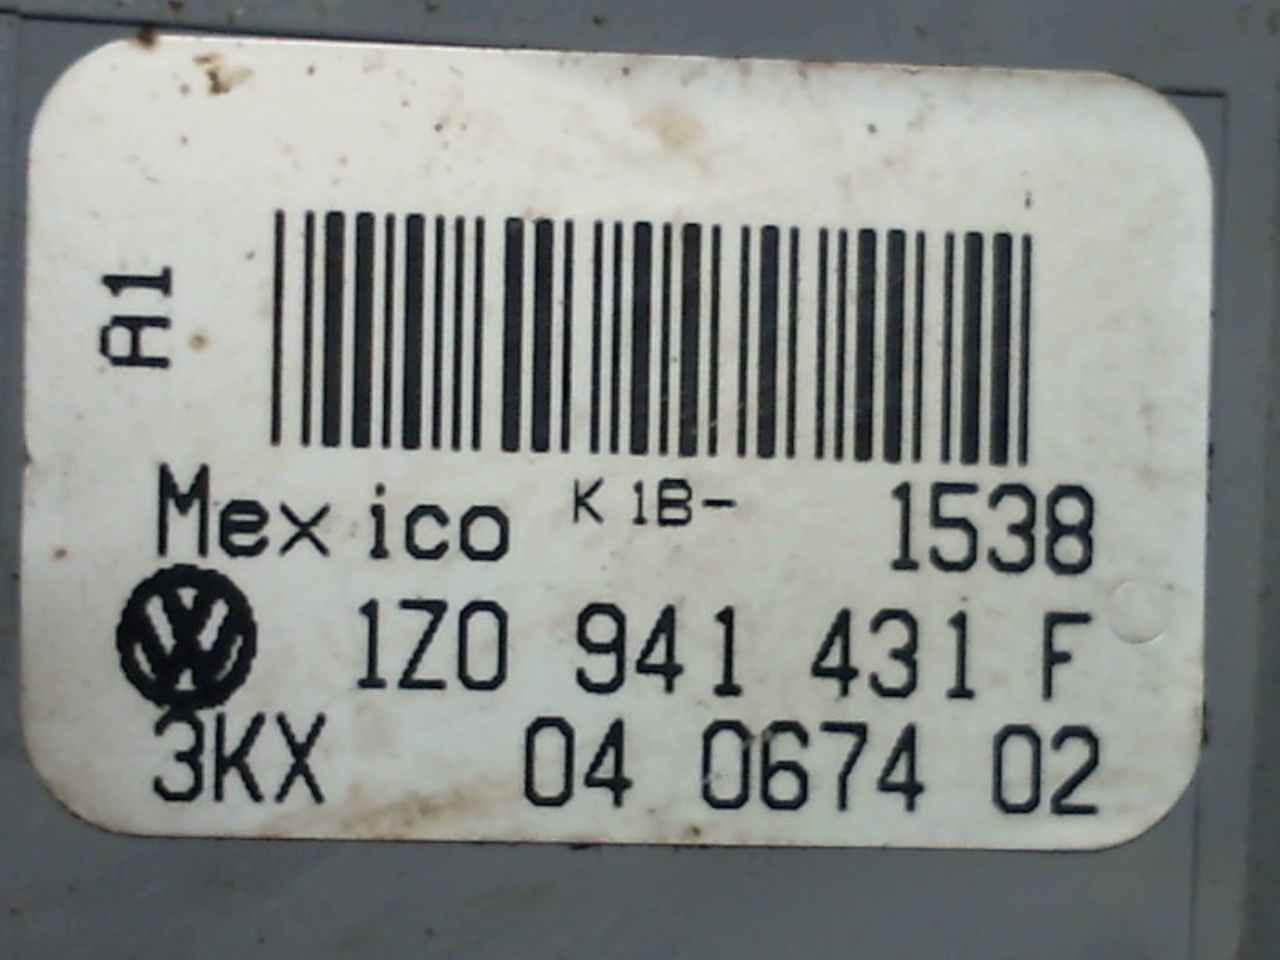 A1
Mexico K 1B- 1538
1Z0 941 431 F
3KX 04 0674 02